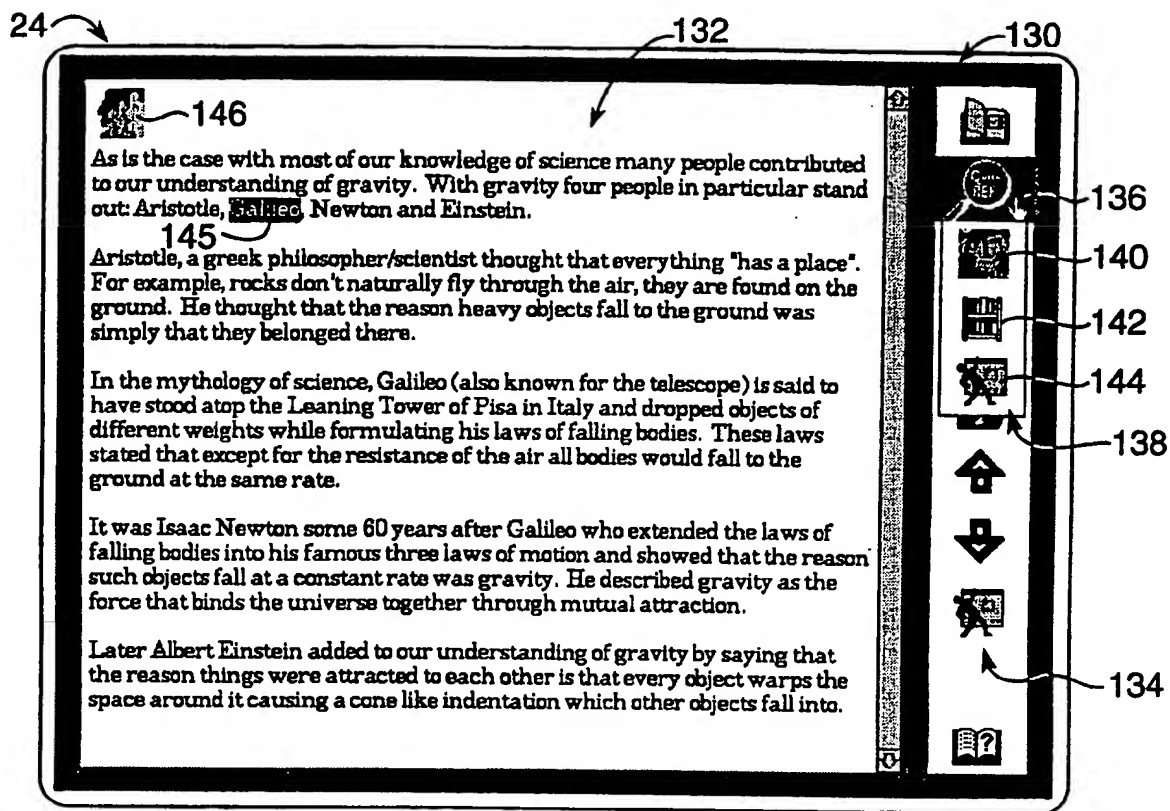 24
132
130
146
As is the case with most of our knowledge of science many people contributed
to our understanding of gravity. With gravity four people in particular stand
out: Aristotle, Galileo, Newton and Einstein.
136
145
140
Aristotle, a greek philosopher/scientist thought that everything "has a place".
For example, rocks don't naturally fly through the air, they are found on the
ground. He thought that the reason heavy objects fall to the ground was
simply that they belonged there.
142
144
In the mythology of science, Galileo (also known for the telescope) is said to
have stood atop the Leaning Tower of Pisa in Italy and dropped objects of
different weights while formulating his laws of falling bodies. These laws
stated that except for the resistance of the air all bodies would fall to the
ground at the same rate.
138
It was Isaac Newton some 60 years after Galileo who extended the laws of
falling bodies into his famous three laws of motion and showed that the reason
such objects fall at a constant rate was gravity. He described gravity as the
force that binds the universe together through mutual attraction.
Later Albert Einstein added to our understanding of gravity by saying that
the reason things were attracted to each other is that every object warps the
space around it causing a cone like indentation which other objects fall into.
134
?